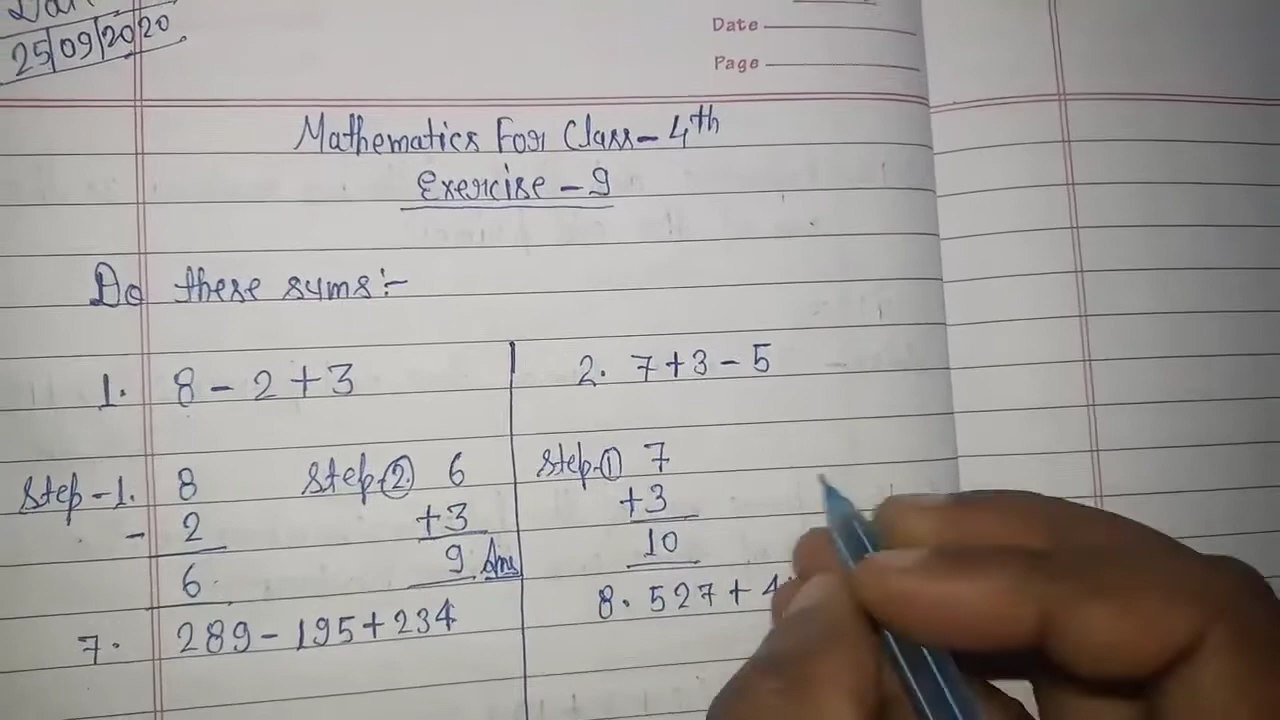 25/09/2020
Date
Page
Mathematics For Class-4th
Exercise-9
Do these sums:-
1. 8-2+3
2. 7+3-5
Step-1. 8
- 2
6
Step-② 6
+3
9 Ans
Step-① 7
+3
10
7. 289-195+234
8. 527+4